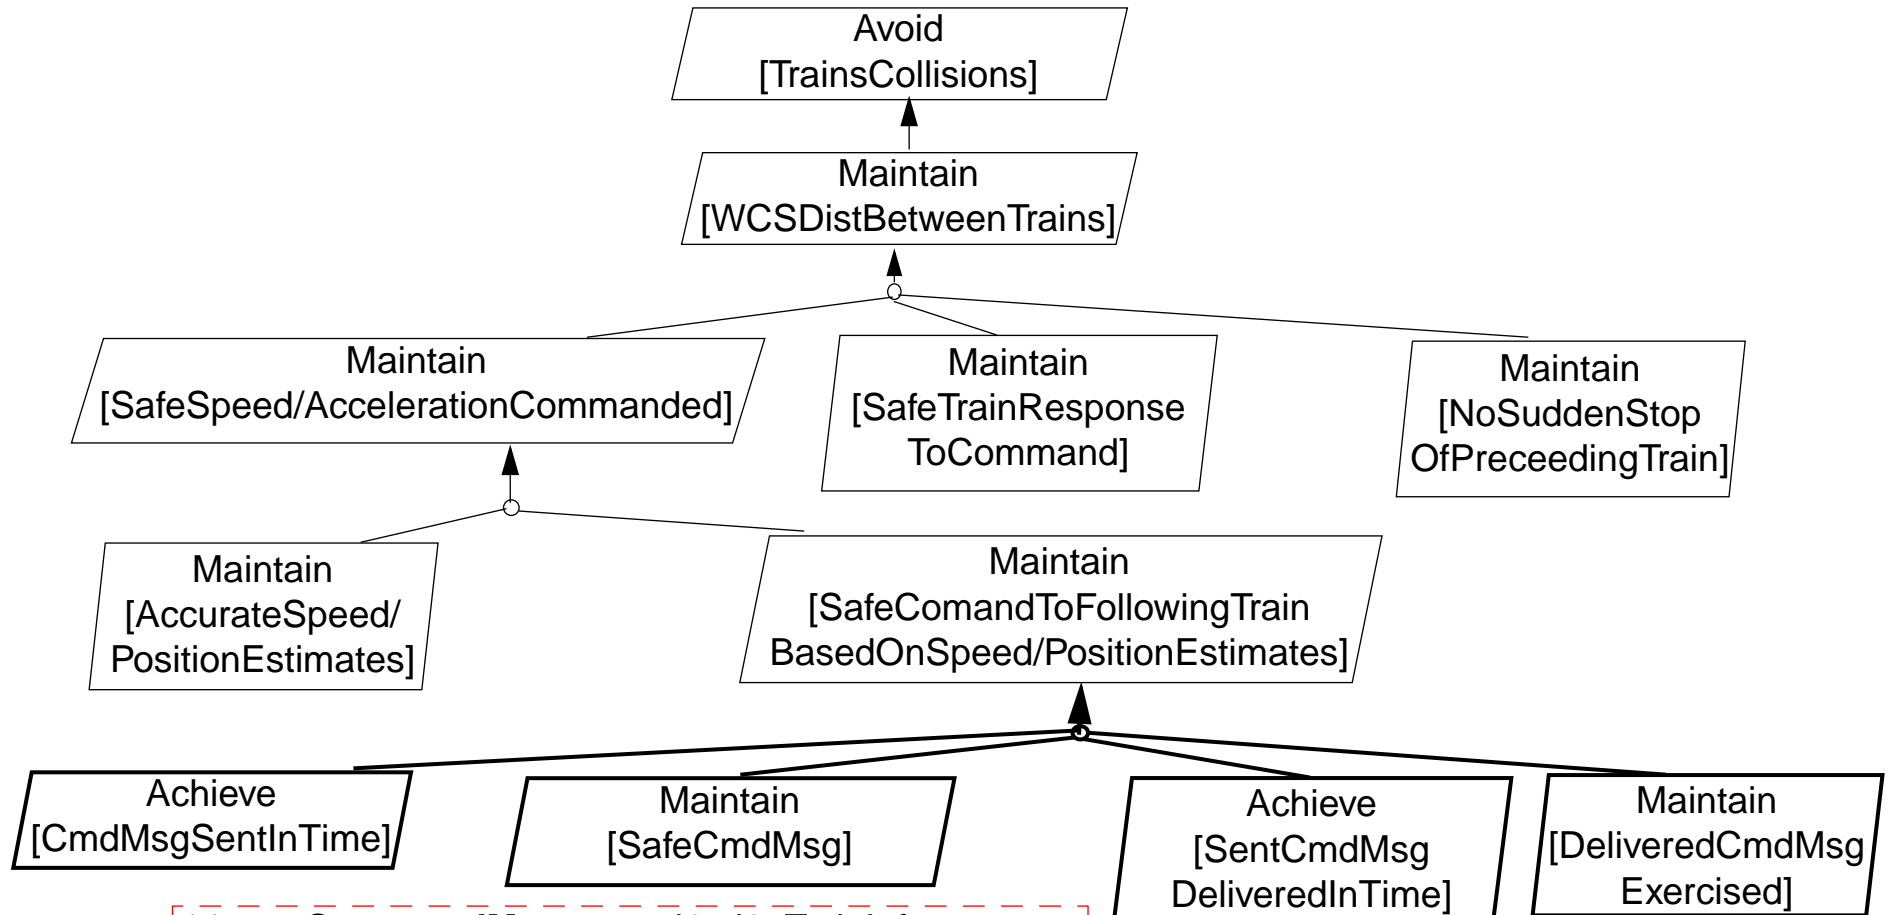 Avoid
[TrainsCollisions]
Maintain
[WCSDistBetweenTrains]
Maintain
[SafeSpeed/AccelerationCommanded]
Maintain
[SafeTrainResponse
ToCommand]
Maintain
[NoSuddenStop
OfPreceedingTrain]
Maintain
[AccurateSpeed/
PositionEstimates]
Maintain
[SafeComandToFollowingTrain
BasedOnSpeed/PositionEstimates]
Achieve
[CmdMsgSentInTime]
Maintain
[SafeCmdMsg]
Achieve
[SentCmdMsg
DeliveredInTime]
Maintain
[DeliveredCmdMsg
Exercised]